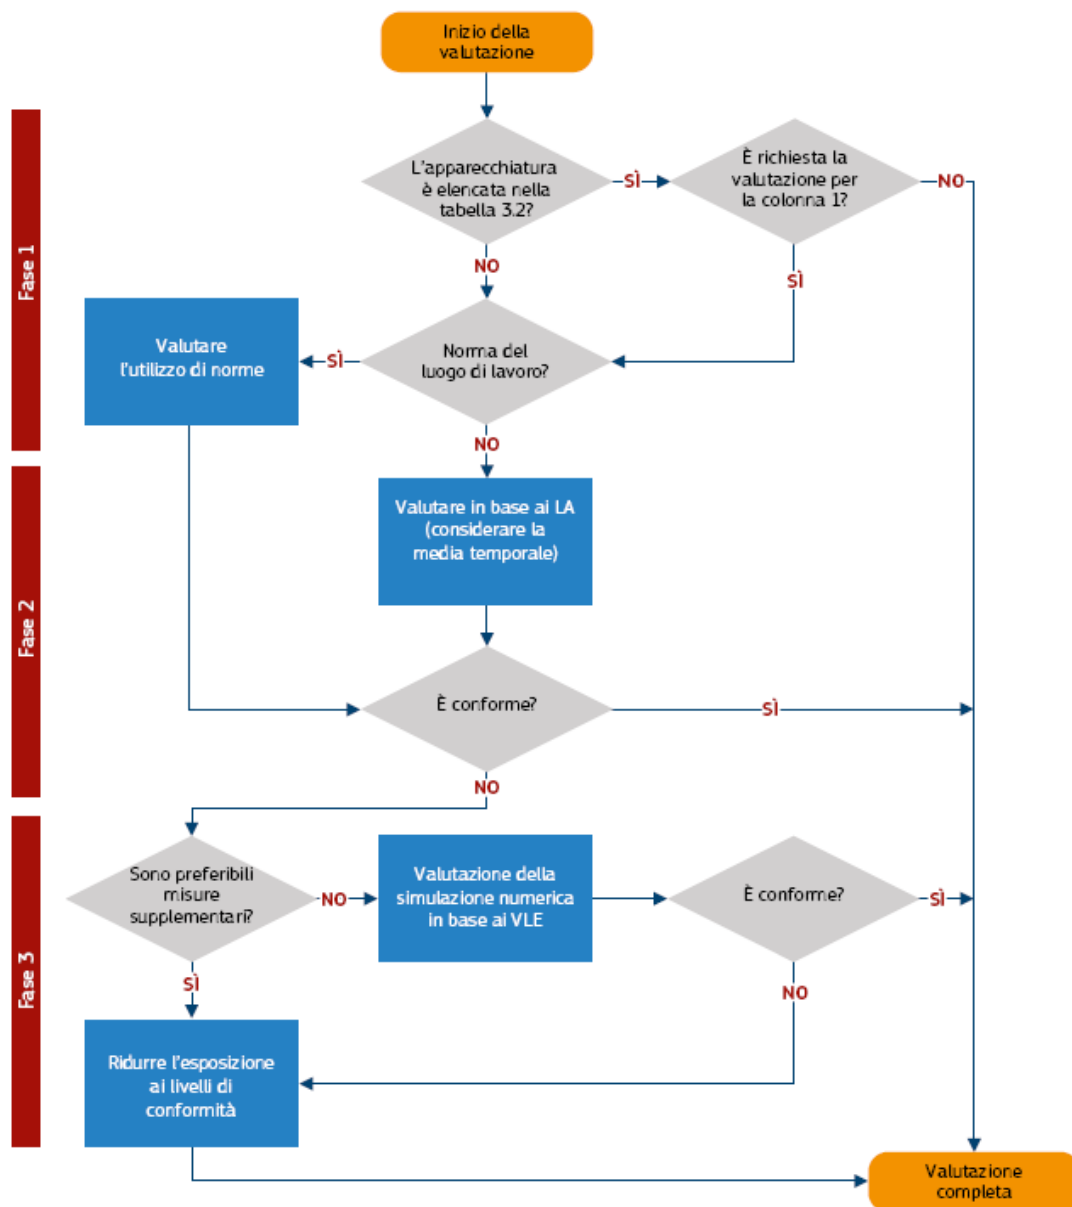 Inizio della
valutazione
Fase 1
L'apparecchiatura
è elencata nella
tabella 3.2?
SÌ
È richiesta la
valutazione per
la colonna 1?
NO
NO
SÌ
Valutare
l'utilizzo di norme
SÌ
Norma del
luogo di lavoro?
NO
Fase 2
Valutare in base ai LA
(considerare la
media temporale)
È conforme?
SÌ
NO
Fase 3
Sono preferibili
misure
supplementari?
NO
Valutazione della
simulazione numerica
in base ai VLE
È conforme?
SÌ
SÌ
NO
Ridurre l'esposizione
ai livelli di
conformità
Valutazione
completa